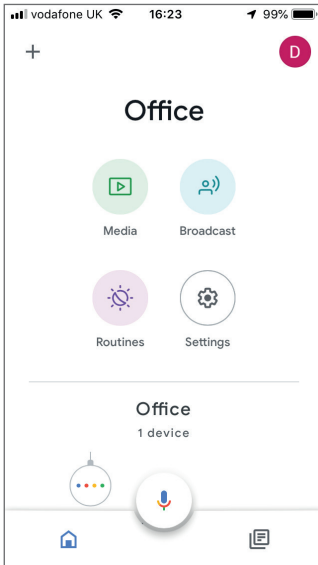 vodafone UK 16:23 99%
D
Office
Media Broadcast
Routines Settings
Office
1 device